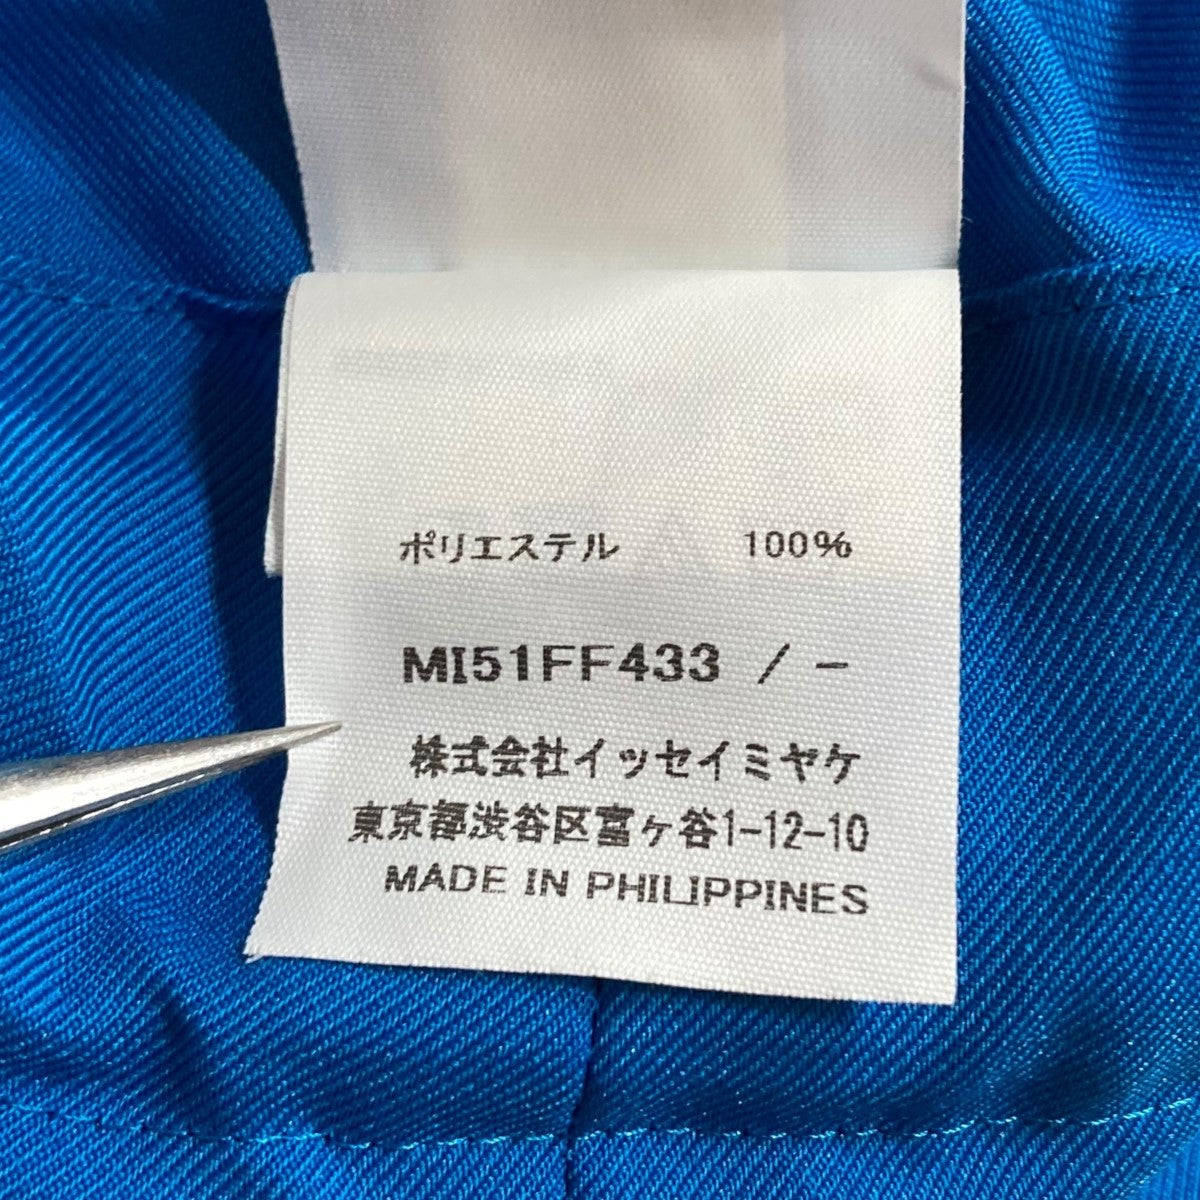 ポリエステル 100%
MI51FF433 / -
株式会社イッセイミヤケ
東京都渋谷区富ヶ谷1-12-10
MADE IN PHILIPPINES